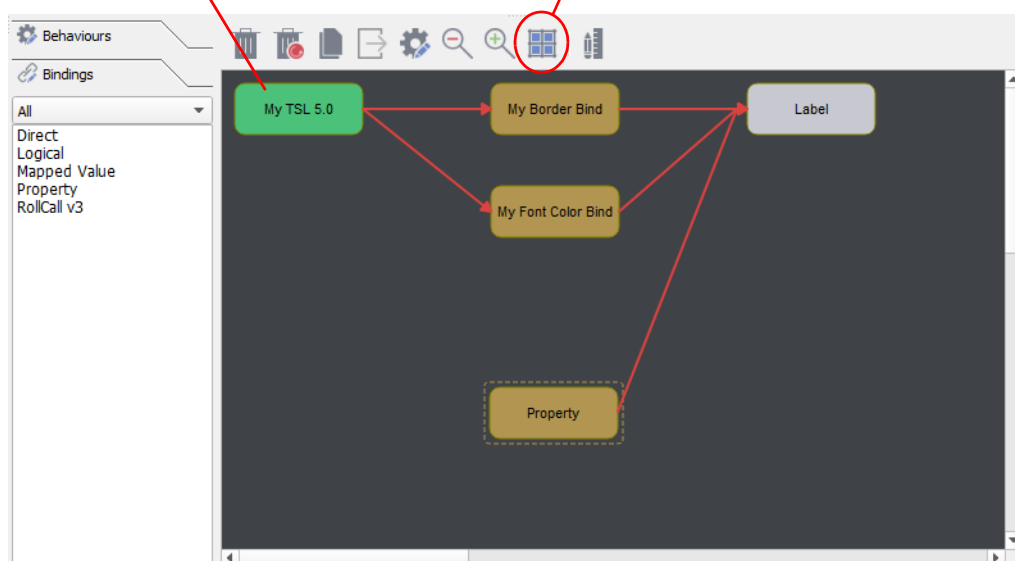 Behaviours
Bindings
All
Direct
Logical
Mapped Value
Property
RollCall v3
My TSL 5.0
My Border Bind
Label
My Font Color Bind
Property